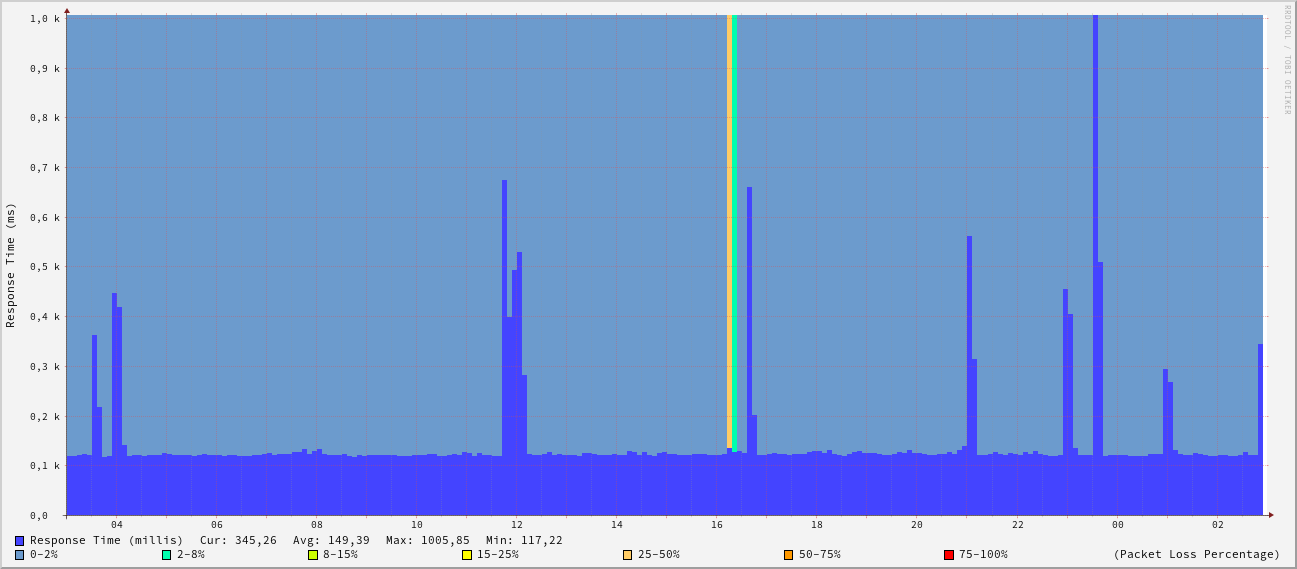 RRDTOOL / TOBI OETIKER
Response Time (ms)
1,0 k
0,9 k
0,8 k
0,7 k
0,6 k
0,5 k
0,4 k
0,3 k
0,2 k
0,1 k
0,0
04 06 08 10 12 14 16 18 20 22 00 02
Response Time (millis) Cur: 345,26 Avg: 149,39 Max: 1005,85 Min: 117,22
0-2% 2-8% 8-15% 15-25% 25-50% 50-75% 75-100% (Packet Loss Percentage)